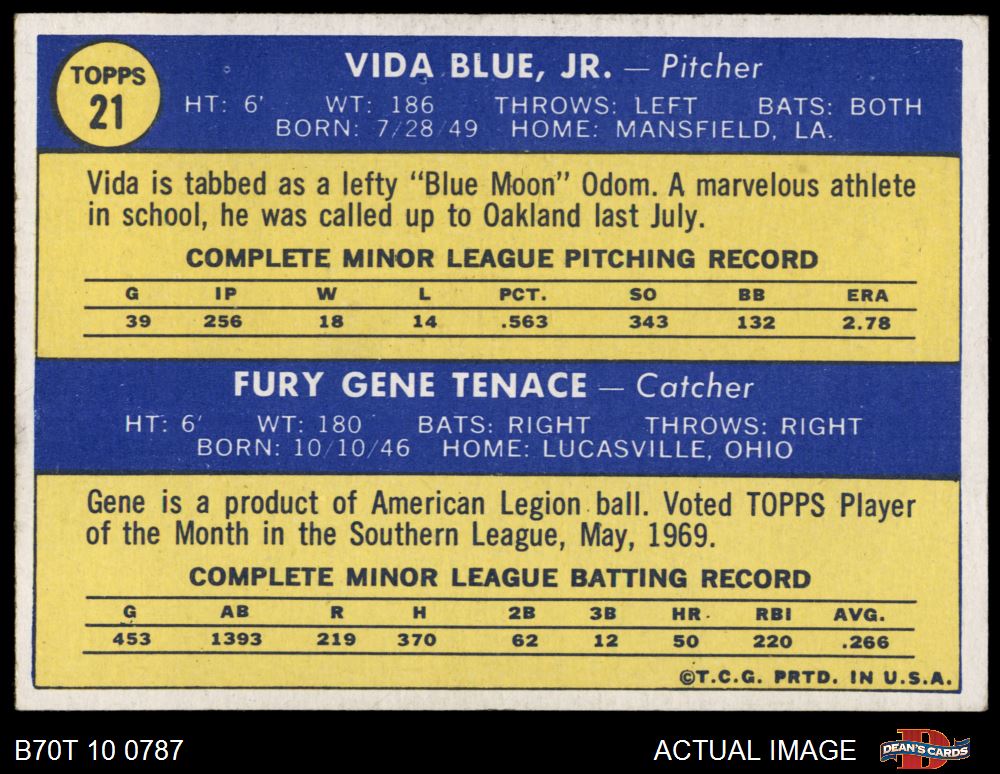 TOPPS
21
VIDA BLUE, JR. — Pitcher
HT: 6' WT: 186 THROWS: LEFT BATS: BOTH
BORN: 7/28/49 HOME: MANSFIELD, LA.
Vida is tabbed as a lefty “Blue Moon” Odom. A marvelous athlete
in school, he was called up to Oakland last July.
COMPLETE MINOR LEAGUE PITCHING RECORD
G IP W L PCT. SO BB ERA
39 256 18 14 .563 343 132 2.78
FURY GENE TENACE — Catcher
HT: 6' WT: 180 BATS: RIGHT THROWS: RIGHT
BORN: 10/10/46 HOME: LUCASVILLE, OHIO
Gene is a product of American Legion ball. Voted TOPPS Player
of the Month in the Southern League, May, 1969.
COMPLETE MINOR LEAGUE BATTING RECORD
G AB R H 2B 3B HR RBI AVG.
453 1393 219 370 62 12 50 220 .266
©T.C.G. PRTD. IN U.S.A.
B70T 10 0787
ACTUAL IMAGE
D
DEAN'S CARDS